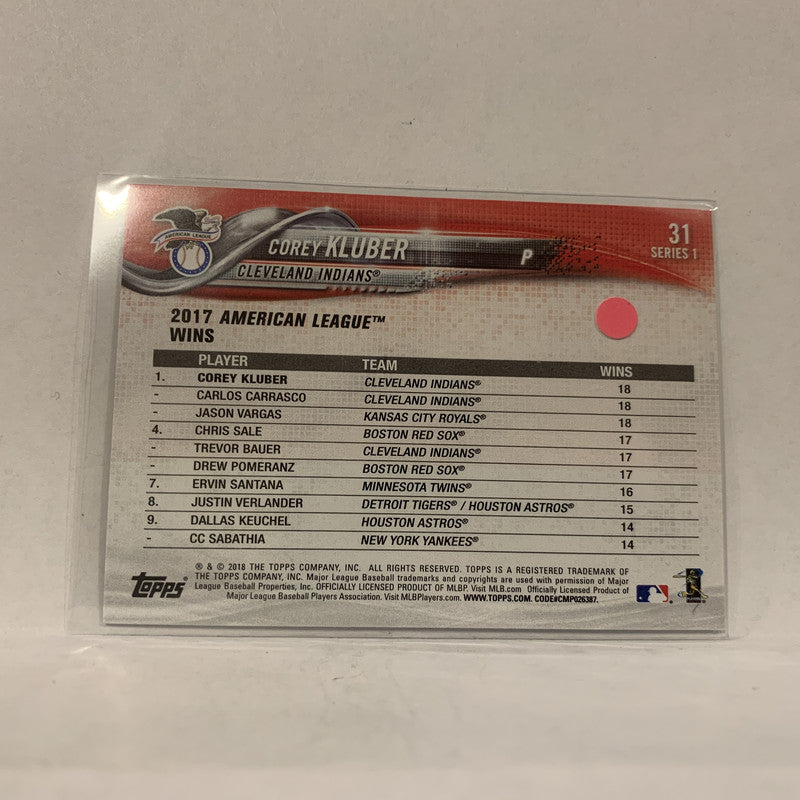 AMERICAN LEAGUE
COREY KLUBER P
CLEVELAND INDIANS®
31
SERIES 1
2017 AMERICAN LEAGUE™
WINS
PLAYER TEAM WINS
1. COREY KLUBER CLEVELAND INDIANS® 18
- CARLOS CARRASCO CLEVELAND INDIANS® 18
- JASON VARGAS KANSAS CITY ROYALS® 18
4. CHRIS SALE BOSTON RED SOX® 17
- TREVOR BAUER CLEVELAND INDIANS® 17
- DREW POMERANZ BOSTON RED SOX® 17
7. ERVIN SANTANA MINNESOTA TWINS® 16
8. JUSTIN VERLANDER DETROIT TIGERS® / HOUSTON ASTROS® 15
9. DALLAS KEUCHEL HOUSTON ASTROS® 14
- CC SABATHIA NEW YORK YANKEES® 14
TOPPS
® & © 2018 THE TOPPS COMPANY, INC. ALL RIGHTS RESERVED. TOPPS IS A REGISTERED TRADEMARK OF
THE TOPPS COMPANY, INC. Major League Baseball trademarks and copyrights are used with permission of Major
League Baseball Properties, Inc. OFFICIALLY LICENSED PRODUCT OF MLBP. Visit MLB.com Officially Licensed Product of
Major League Baseball Players Association. Visit MLBPlayers.com. WWW.TOPPS.COM. CODE#CMP026387.